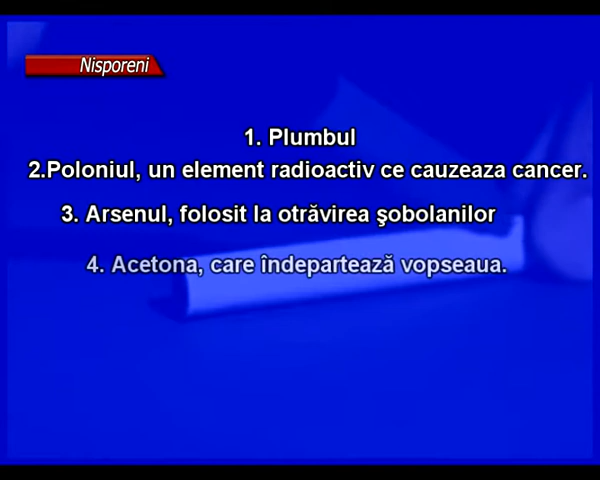 Nisporeni
1. Plumbul
2.Poloniul, un element radioactiv ce cauzeaza cancer.
3. Arsenul, folosit la otrăvirea şobolanilor
4. Acetona, care îndepartează vopseaua.